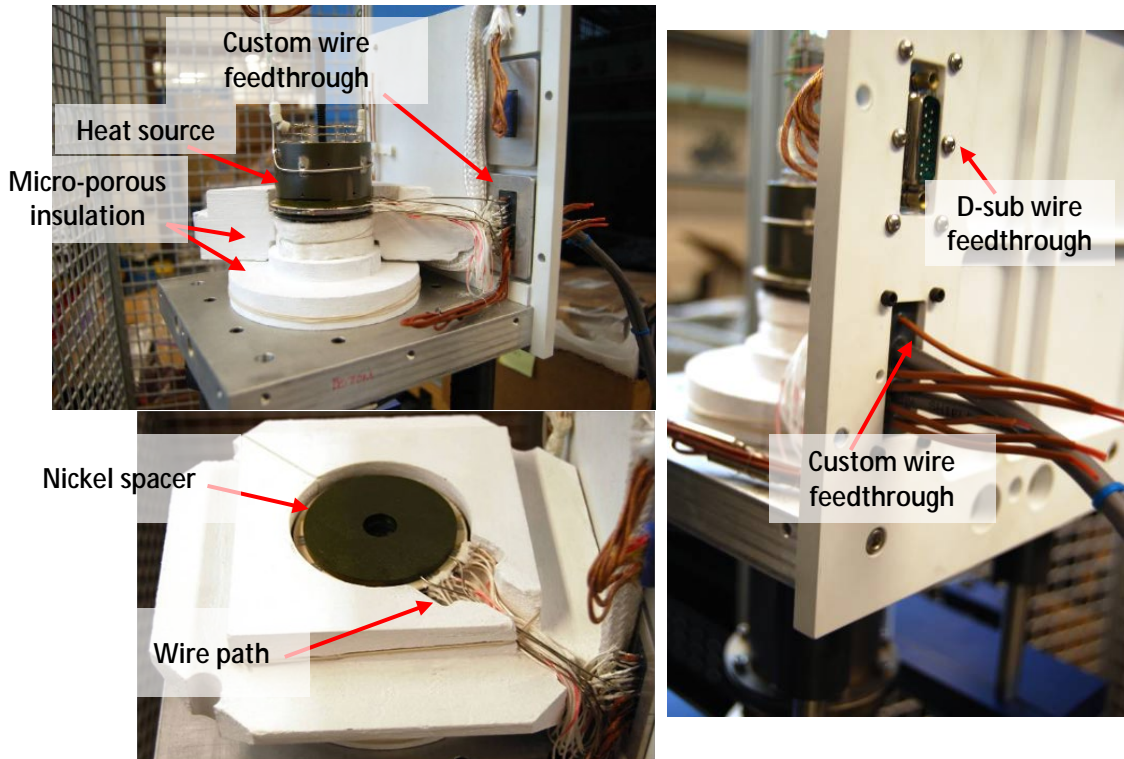 Custom wire
feedthrough
Heat source
Micro-porous
insulation
Nickel spacer
Wire path
D-sub wire
feedthrough
Custom wire
feedthrough